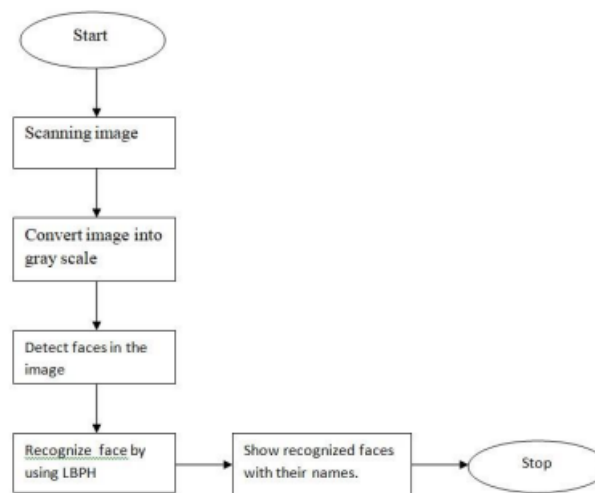 Start
Scanning image
Convert image into
gray scale
Detect faces in the
image
Recognize face by
using LBPH
Show recognized faces
with their names.
Stop